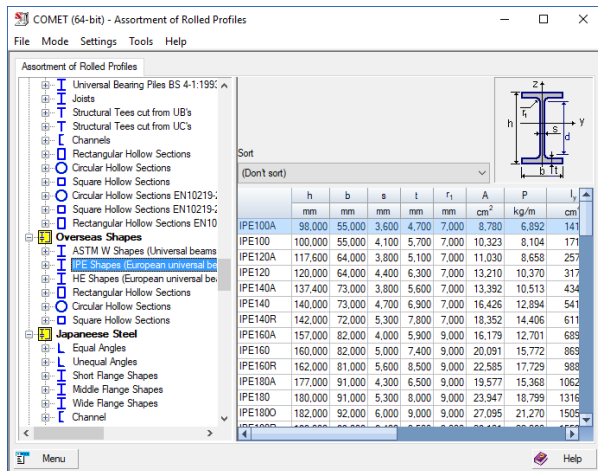 COMET (64-bit) - Assortment of Rolled Profiles
File Mode Settings Tools Help
Assortment of Rolled Profiles
Universal Bearing Piles BS 4-1:1993
Joists
Structural Tees cut from UB's
Structural Tees cut from UC's
Channels
Rectangular Hollow Sections
Circular Hollow Sections
Square Hollow Sections
Circular Hollow Sections EN10219-2
Square Hollow Sections EN10219-2
Rectangular Hollow Sections EN10
Overseas Shapes
ASTM W Shapes (Universal beams
IPE Shapes (European universal be
HE Shapes (European universal be
Rectangular Hollow Sections
Circular Hollow Sections
Square Hollow Sections
Japaneese Steel
Equal Angles
Unequal Angles
Short Flange Shapes
Middle Flange Shapes
Wide Flange Shapes
Channel
Sort
(Don't sort)
z
r₁
h
s
d
y
b
t
h b s t r₁ A P I_y
mm mm mm mm mm cm² kg/m cm
IPE100A 98,000 55,000 3,600 4,700 7,000 8,780 6,892 141
IPE100 100,000 55,000 4,100 5,700 7,000 10,323 8,104 171
IPE120A 117,600 64,000 3,800 5,100 7,000 11,030 8,658 257
IPE120 120,000 64,000 4,400 6,300 7,000 13,210 10,370 317
IPE140A 137,400 73,000 3,800 5,600 7,000 13,392 10,513 434
IPE140 140,000 73,000 4,700 6,900 7,000 16,426 12,894 541
IPE140R 142,000 72,000 5,300 7,800 7,000 18,352 14,406 611
IPE160A 157,000 82,000 4,000 5,900 9,000 16,179 12,701 689
IPE160 160,000 82,000 5,000 7,400 9,000 20,091 15,772 869
IPE160R 162,000 81,000 5,600 8,500 9,000 22,585 17,729 988
IPE180A 177,000 91,000 4,300 6,500 9,000 19,577 15,368 1062
IPE180 180,000 91,000 5,300 8,000 9,000 23,947 18,799 1316
IPE180O 182,000 92,000 6,000 9,000 9,000 27,095 21,270 1505
Menu
Help